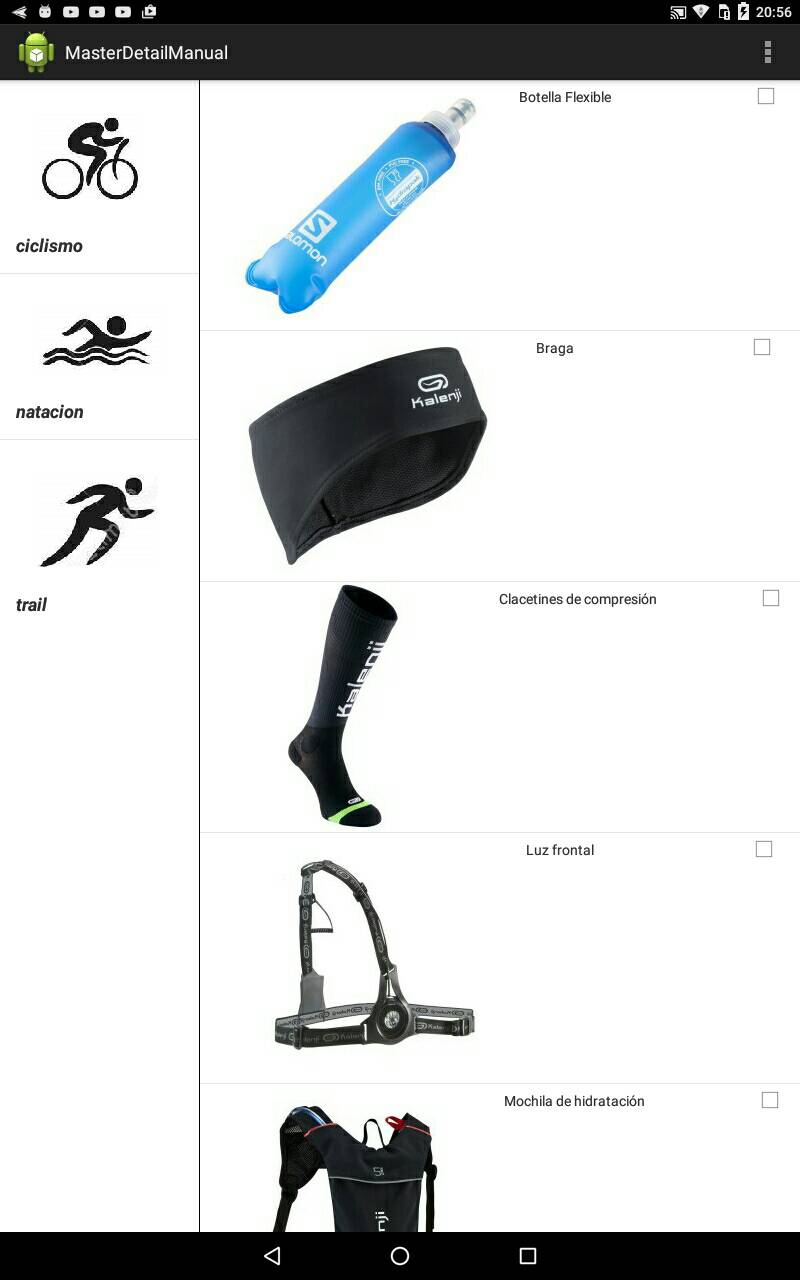 20:56
MasterDetailManual
ciclismo
natacion
trail
Botella Flexible
SALOMON
Braga
Kalenji
Clacetines de compresión
Kalenji
Luz frontal
Kalenji
Mochila de hidratación